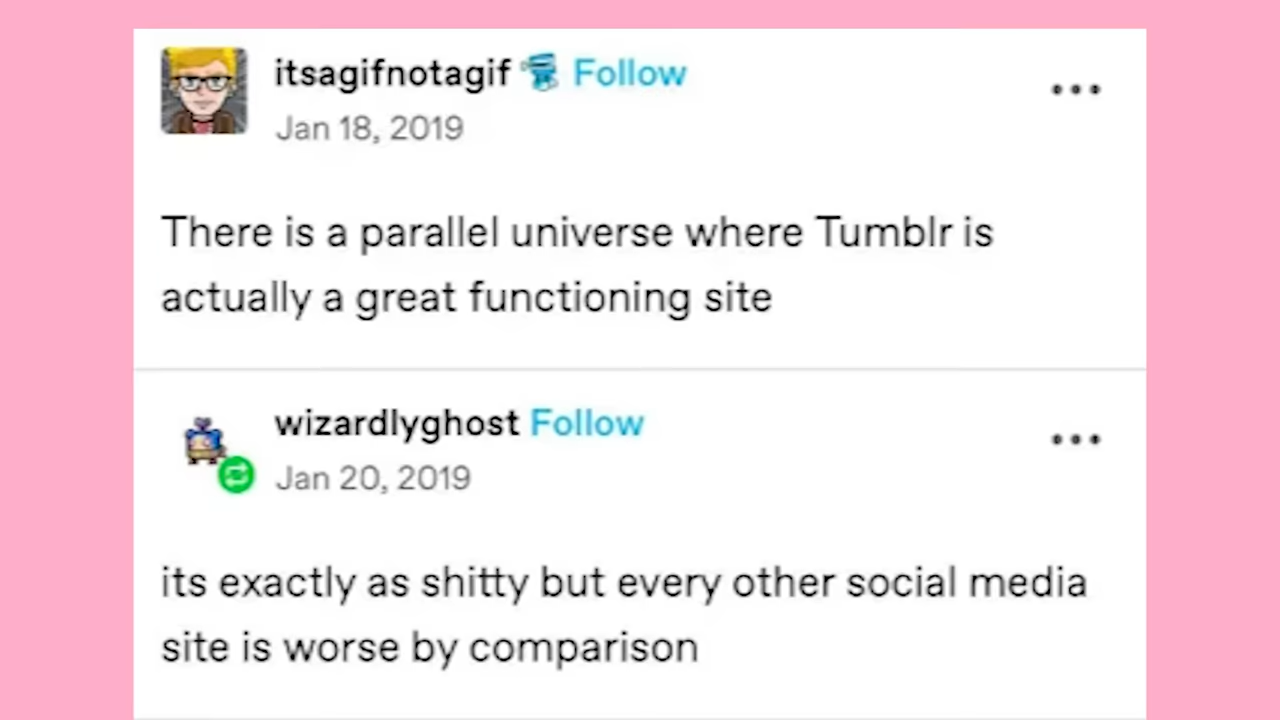 itsagifnotagif Follow
Jan 18, 2019
There is a parallel universe where Tumblr is
actually a great functioning site
wizardlyghost Follow
Jan 20, 2019
its exactly as shitty but every other social media
site is worse by comparison